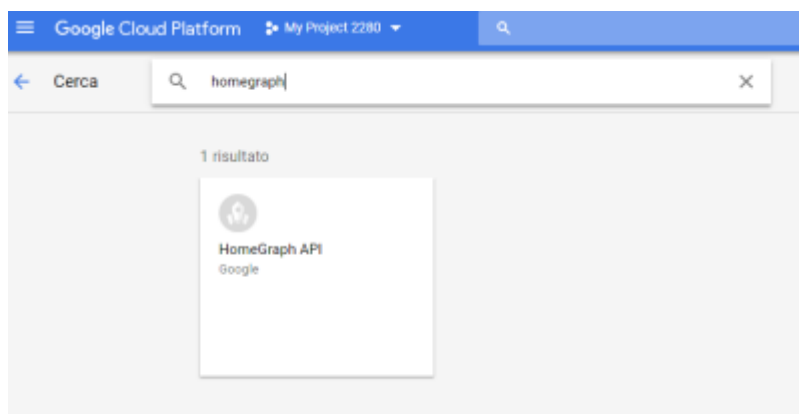 Google Cloud Platform My Project 2280
Cerca homegraph
1 risultato
HomeGraph API
Google